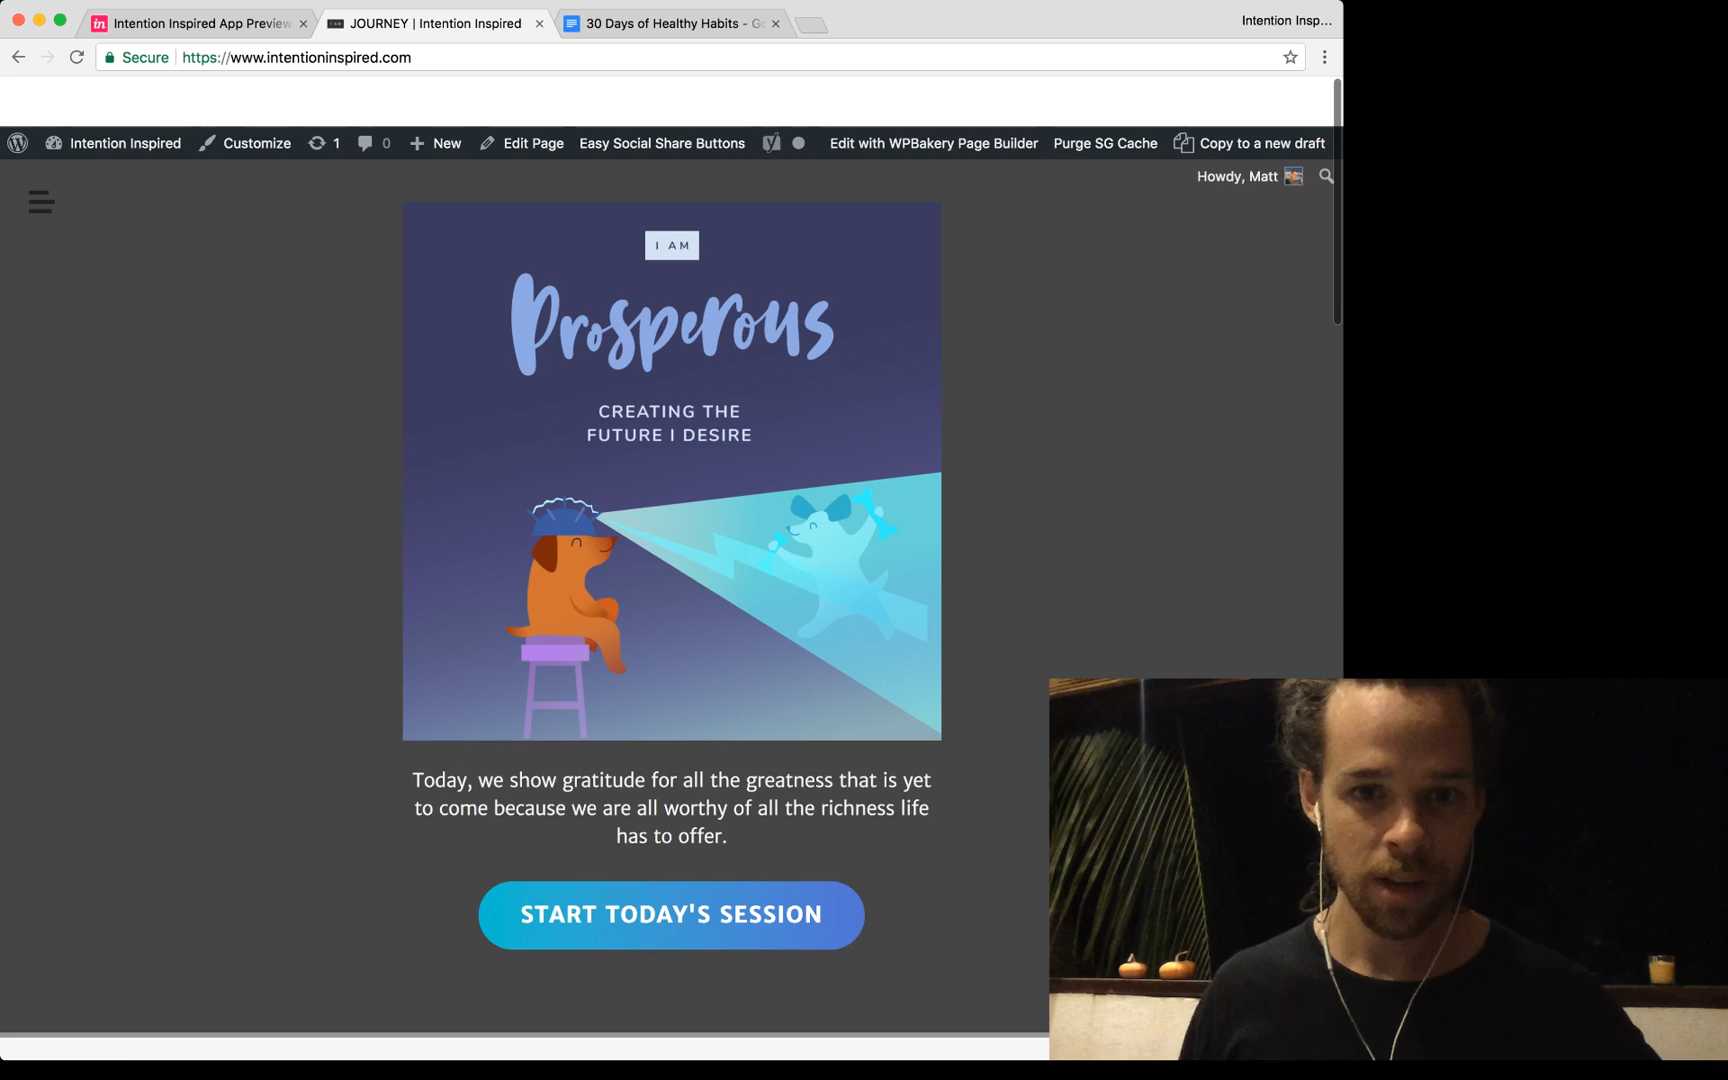 Intention Inspired App Preview
JOURNEY | Intention Inspired
30 Days of Healthy Habits - Go
Intention Insp...
Secure
https://www.intentioninspired.com
Intention Inspired
Customize
1
0
New
Edit Page
Easy Social Share Buttons
Edit with WPBakery Page Builder
Purge SG Cache
Copy to a new draft
Howdy, Matt
I AM
Prosperous
CREATING THE
FUTURE I DESIRE
Today, we show gratitude for all the greatness that is yet
to come because we are all worthy of all the richness life
has to offer.
START TODAY'S SESSION